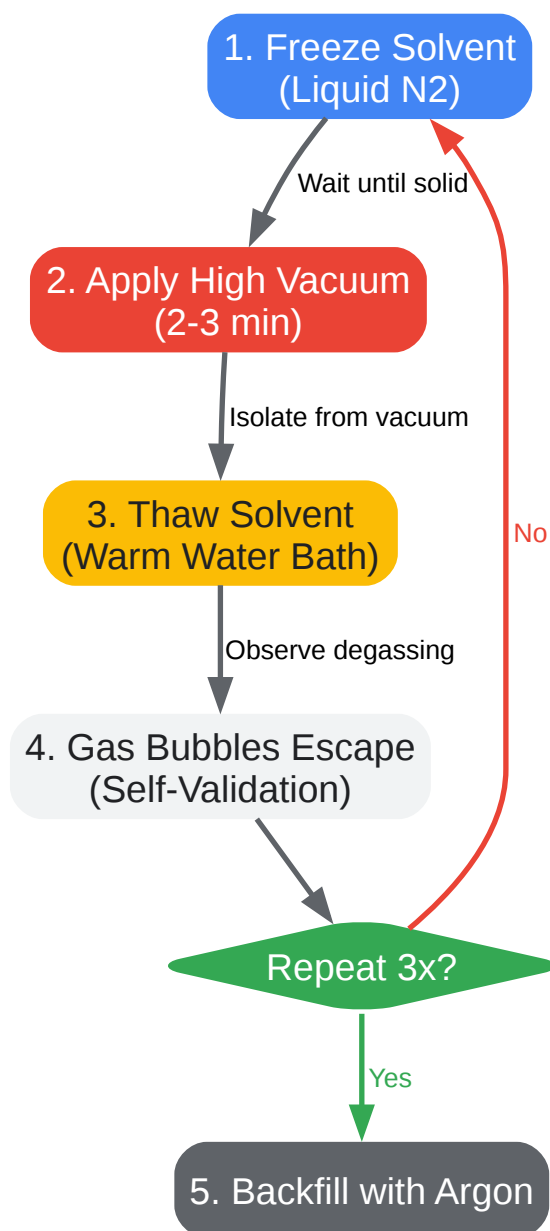 1. Freeze Solvent
(Liquid N2)
Wait until solid
2. Apply High Vacuum
(2-3 min)
Isolate from vacuum
3. Thaw Solvent
(Warm Water Bath)
No
Observe degassing
4. Gas Bubbles Escape
(Self-Validation)
Repeat 3x?
Yes
5. Backfill with Argon